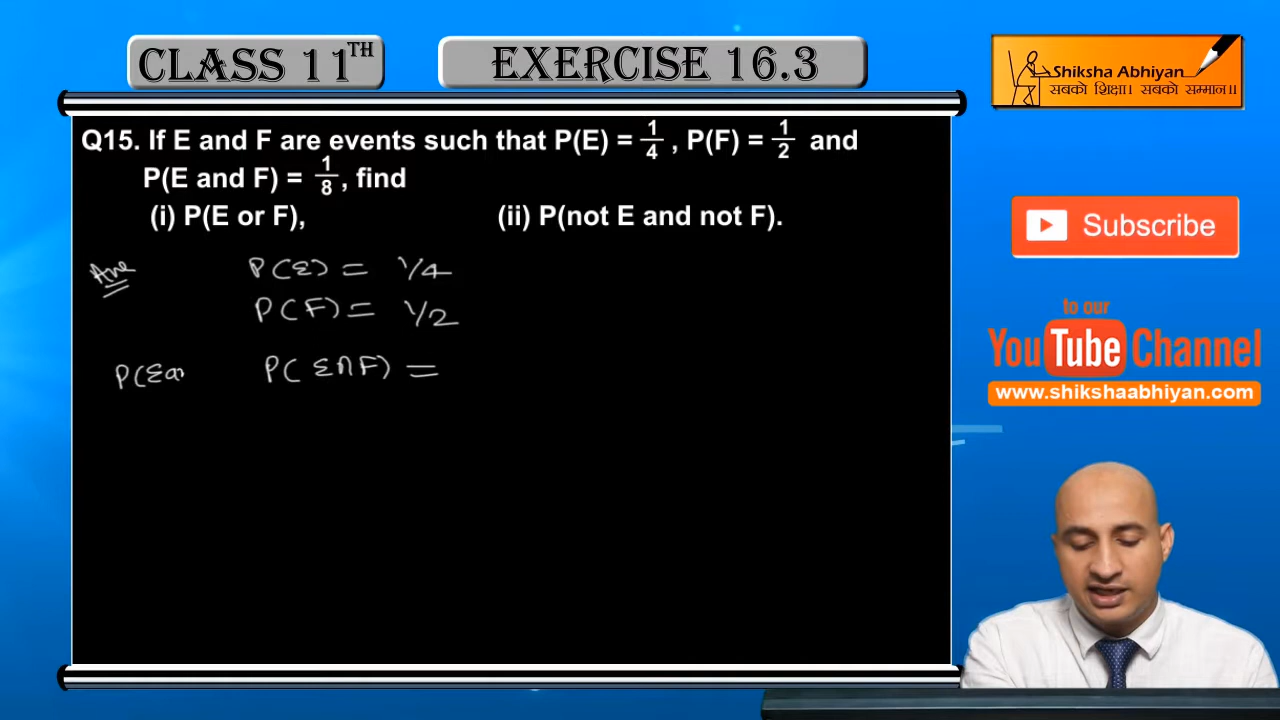 CLASS 11TH
EXERCISE 16.3
Shiksha Abhiyan
सबको शिक्षा। सबको सम्मान।।
Q15. If E and F are events such that P(E) = 1/4 , P(F) = 1/2 and
P(E and F) = 1/8 , find
(i) P(E or F), (ii) P(not E and not F).
Subscribe
Ans P(E) = 1/4
P(F) = 1/2
P(E an P(E∩F) =
to our
YouTube Channel
www.shikshaabhiyan.com